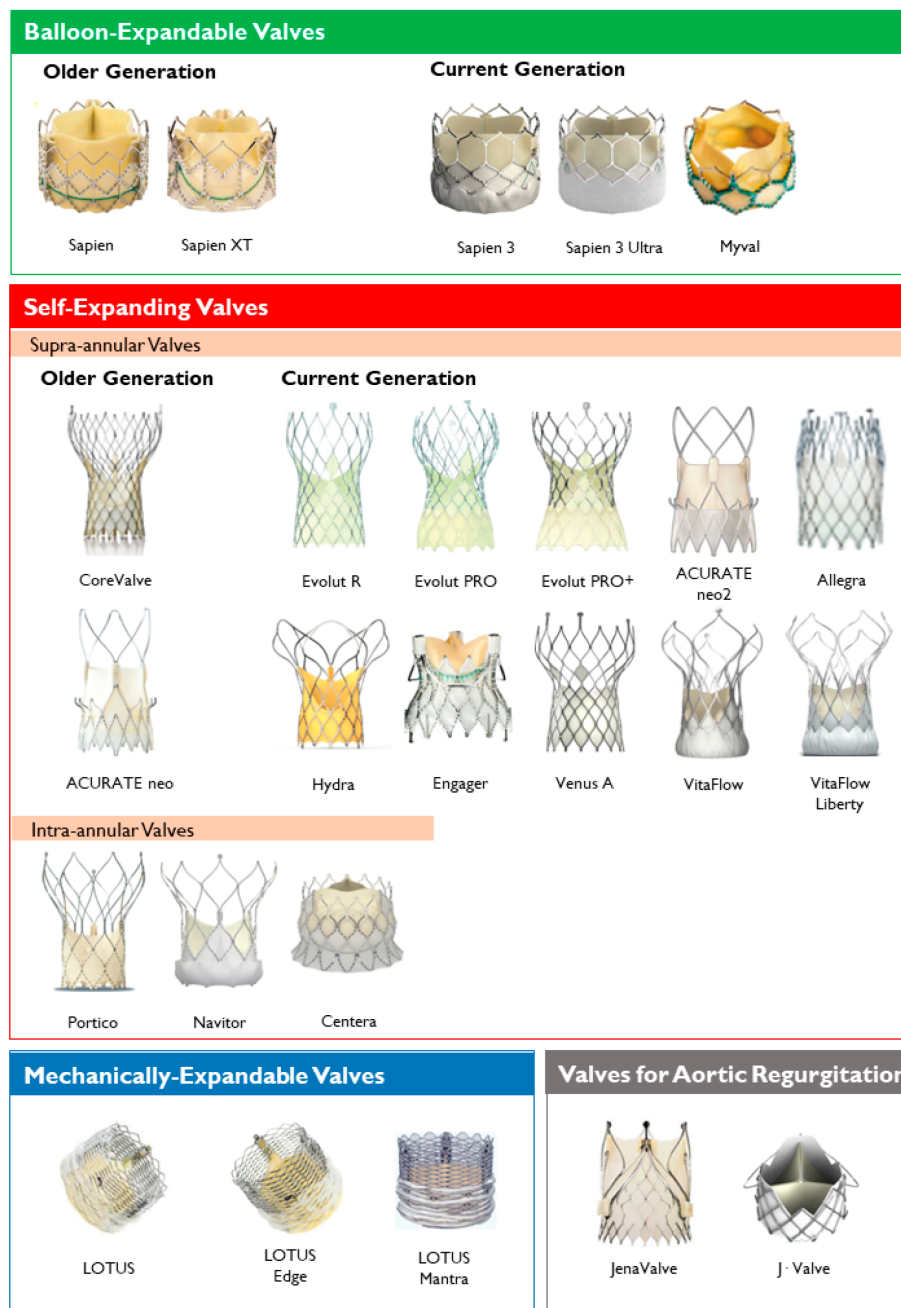 Balloon-Expandable Valves
Older Generation
Current Generation
Sapien
Sapien XT
Sapien 3
Sapien 3 Ultra
Myval
Self-Expanding Valves
Supra-annular Valves
Older Generation
Current Generation
CoreValve
Evolut R
Evolut PRO
Evolut PRO+
ACURATE
neo2
Allegra
ACURATE neo
Hydra
Engager
Venus A
VitaFlow
VitaFlow
Liberty
Intra-annular Valves
Portico
Navitor
Centera
Mechanically-Expandable Valves
LOTUS
LOTUS
Edge
LOTUS
Mantra
Valves for Aortic Regurgitation
JenaValve
J · Valve